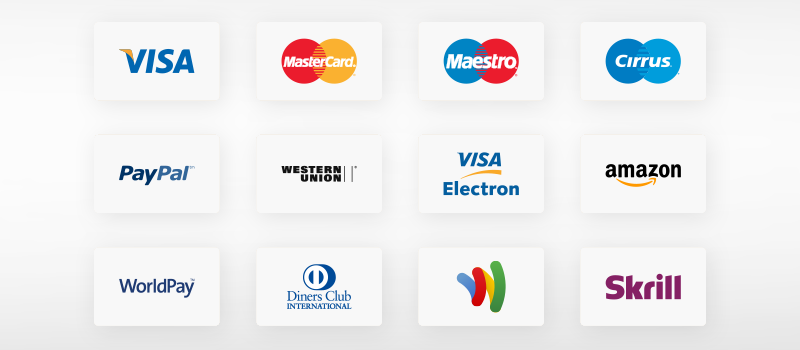 VISA
MasterCard
Maestro
Cirrus
PayPal
WESTERN
UNION
VISA
Electron
amazon
WorldPay
Diners Club
INTERNATIONAL
Skrill